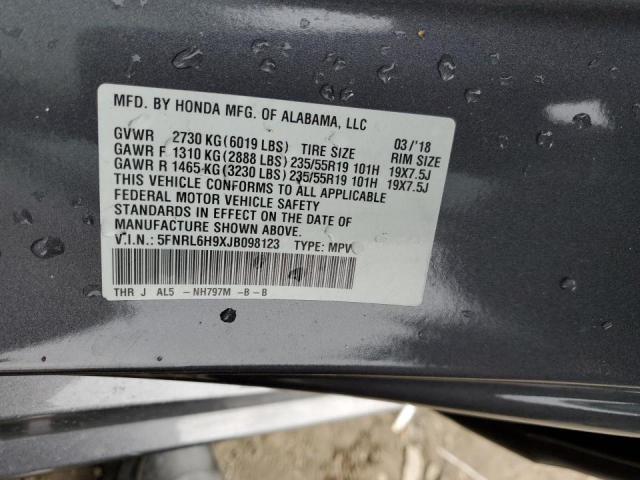 MFD. BY HONDA MFG. OF ALABAMA, LLC
GVWR 2730 KG(6019 LBS) TIRE SIZE 03/'18 RIM SIZE
GAWR F 1310 KG(2888 LBS)235/55R19 101H 19X7.5J
GAWR R 1465 KG(3230 LBS)235/55R19 101H 19X7.5J
THIS VEHICLE CONFORMS TO ALL APPLICABLE
FEDERAL MOTOR VEHICLE SAFETY
STANDARDS IN EFFECT ON THE DATE OF
MANUFACTURE SHOWN ABOVE.
V.I.N.: 5FNRL6H9XJB098123 TYPE: MPV
THR J AL5 -NH797M -B -B